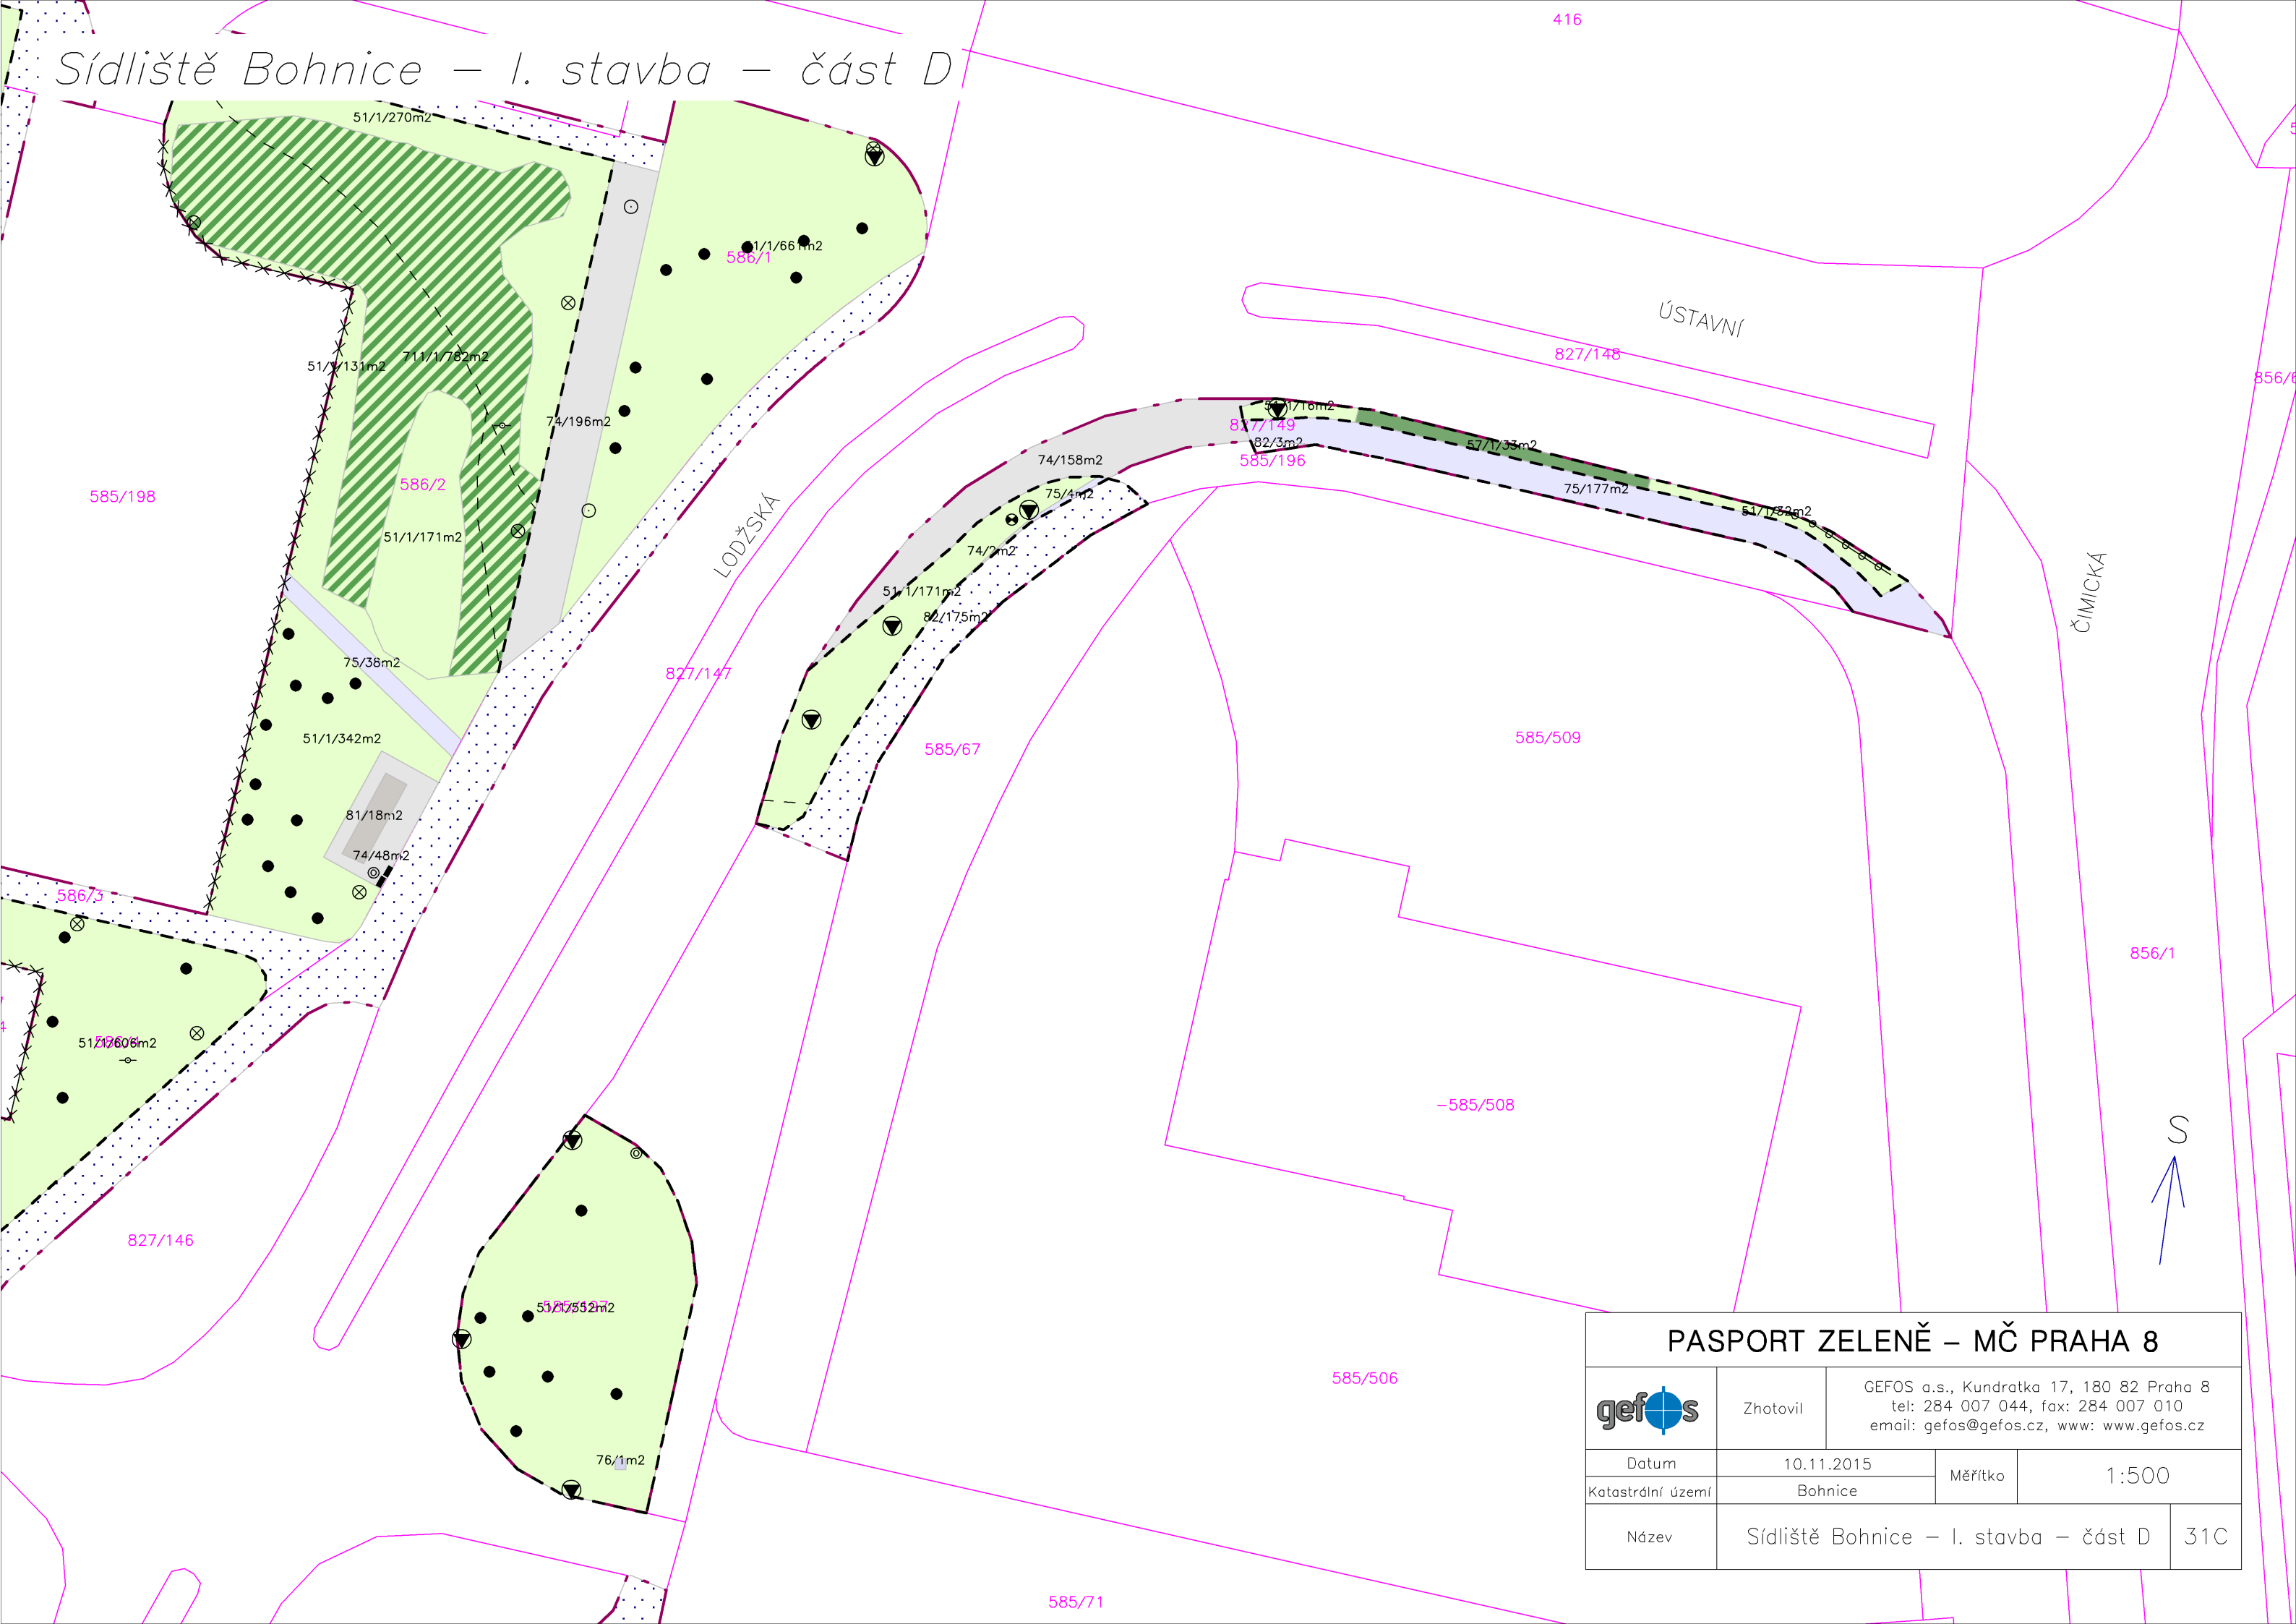 416
Sídliště Bohnice – I. stavba – část D
51/1/270m2
51/1/661m2
586/1
ÚSTAVNÍ
827/148
711/1/782m2
51/1/131m2
856/6
51/1/16m2
74/196m2
827/149
82/3m2
57/1/33m2
74/158m2
585/196
586/2
75/177m2
75/4m2
585/198
51/1/32m2
LODŽSKÁ
51/1/171m2
74/2m2
ČIMICKÁ
51/1/171m2
82/175m2
75/38m2
827/147
51/1/342m2
585/509
585/67
81/18m2
74/48m2
586/3
856/1
51/1/606m2
-585/508
S
827/146
51/1/552m2
585/506
76/1m2
585/71
PASPORT ZELENĚ – MČ PRAHA 8
gefos
Zhotovil
GEFOS a.s., Kundratka 17, 180 82 Praha 8
tel: 284 007 044, fax: 284 007 010
email: gefos@gefos.cz, www: www.gefos.cz
Datum
10.11.2015
Měřítko
1:500
Katastrální území
Bohnice
Název
Sídliště Bohnice – I. stavba – část D
31C